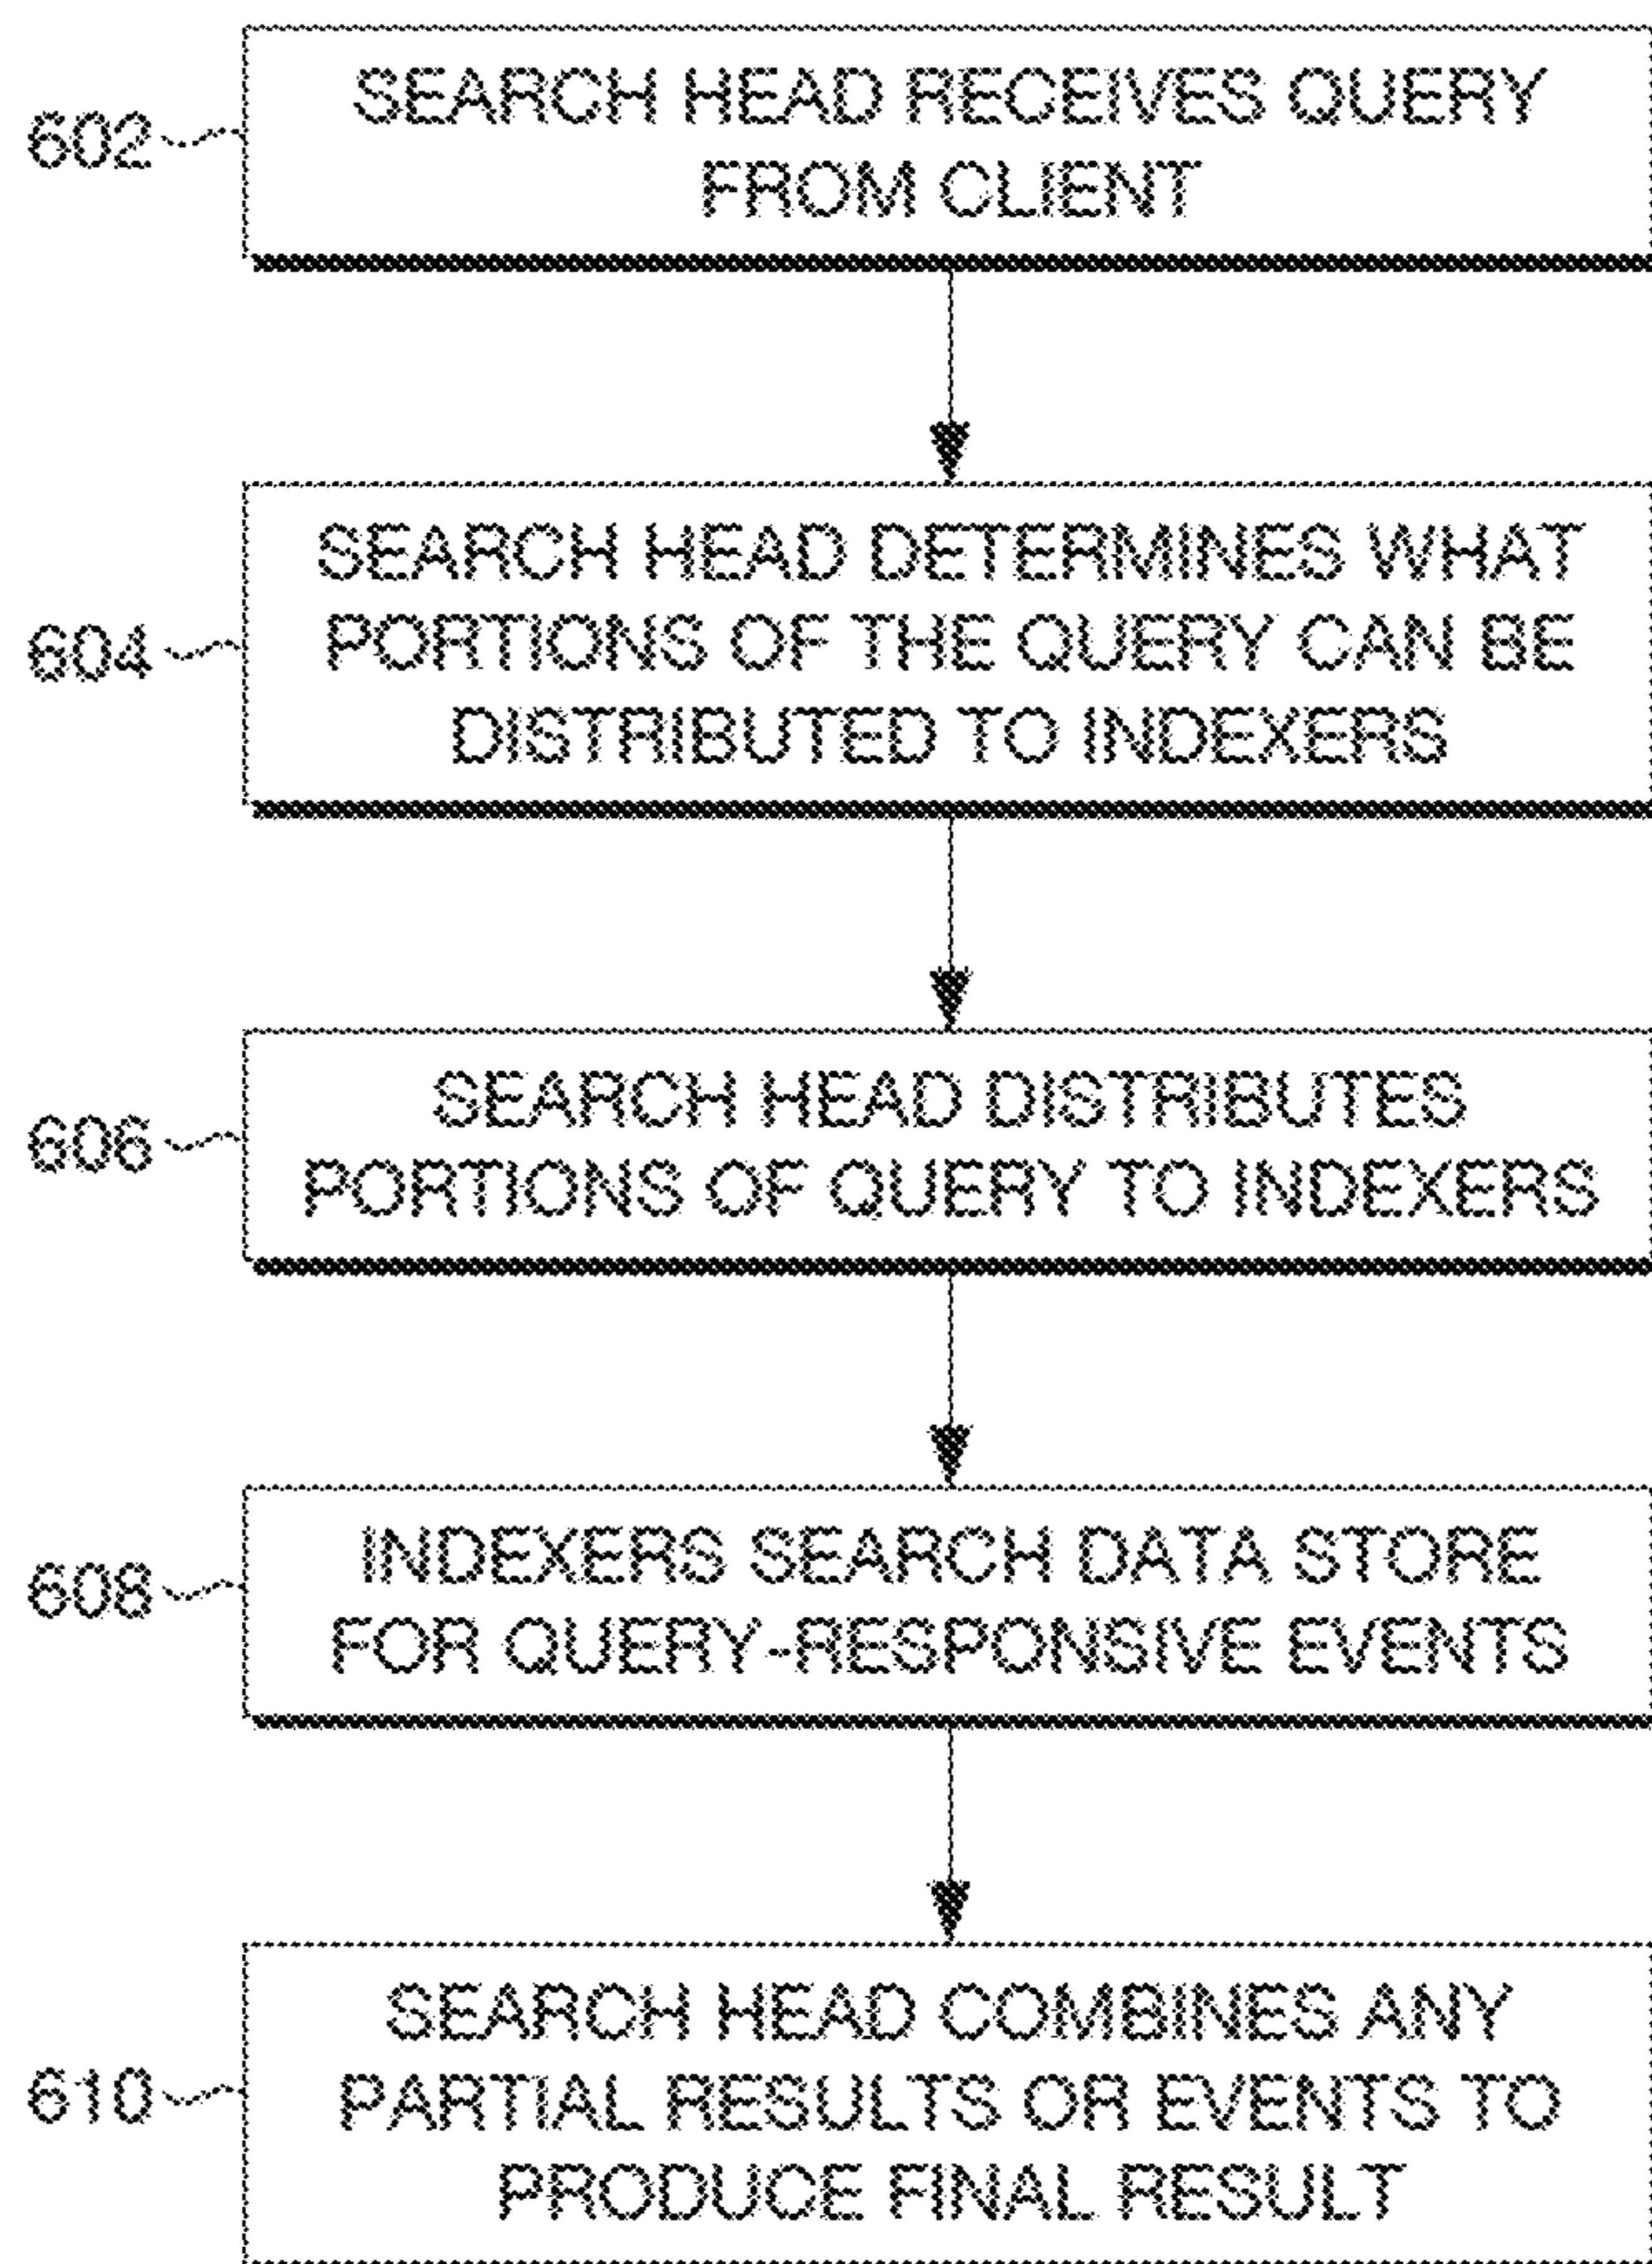 602
SEARCH HEAD RECEIVES QUERY
FROM CLIENT
604
SEARCH HEAD DETERMINES WHAT
PORTIONS OF THE QUERY CAN BE
DISTRIBUTED TO INDEXERS
606
SEARCH HEAD DISTRIBUTES
PORTIONS OF QUERY TO INDEXERS
608
INDEXERS SEARCH DATA STORE
FOR QUERY-RESPONSIVE EVENTS
610
SEARCH HEAD COMBINES ANY
PARTIAL RESULTS OR EVENTS TO
PRODUCE FINAL RESULT